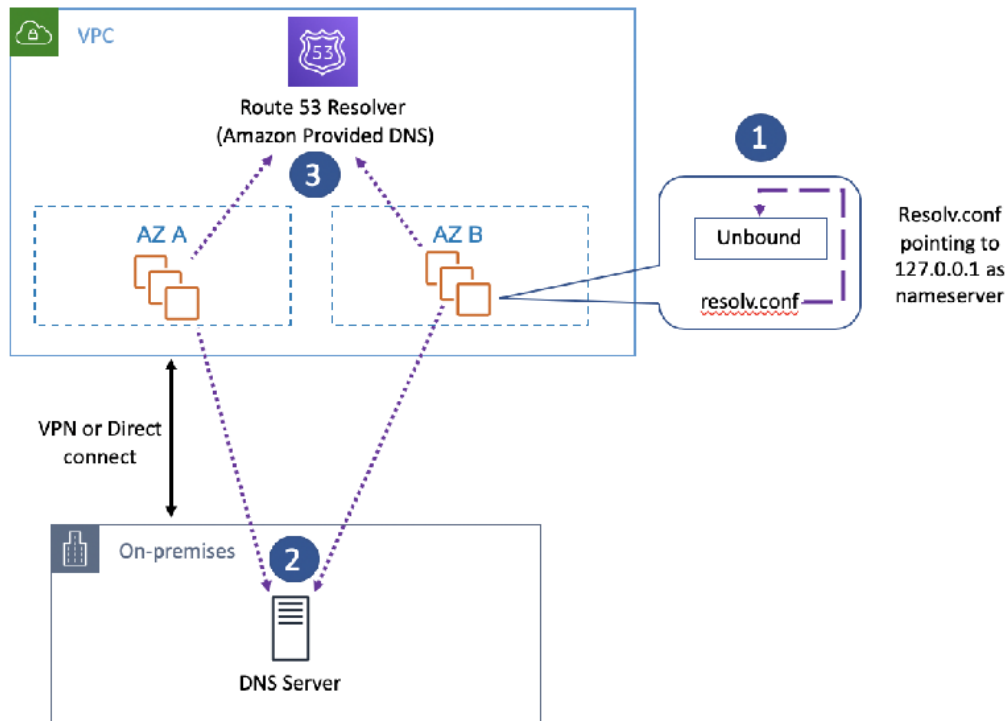 VPC
53
Route 53 Resolver
(Amazon Provided DNS)
1
3
AZ A
AZ B
Unbound
resolv.conf
Resolv.conf
pointing to
127.0.0.1 as
nameserver
VPN or Direct
connect
On-premises
2
DNS Server